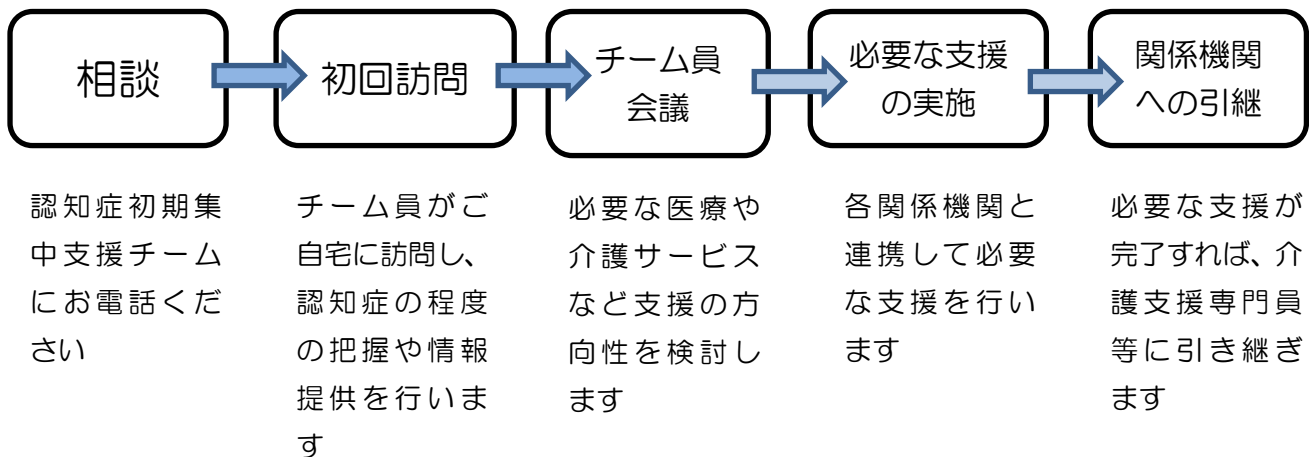 相談
初回訪問
チーム員
会議
必要な支援
の実施
関係機関
への引継
認知症初期集
中支援チーム
にお電話くだ
さい
チーム員がご
自宅に訪問し、
認知症の程度
の把握や情報
提供を行いま
す
必要な医療や
介護サービス
など支援の方
向性を検討し
ます
各関係機関と
連携して必要
な支援を行い
ます
必要な支援が
完了すれば、介
護支援専門員
等に引き継ぎ
ます